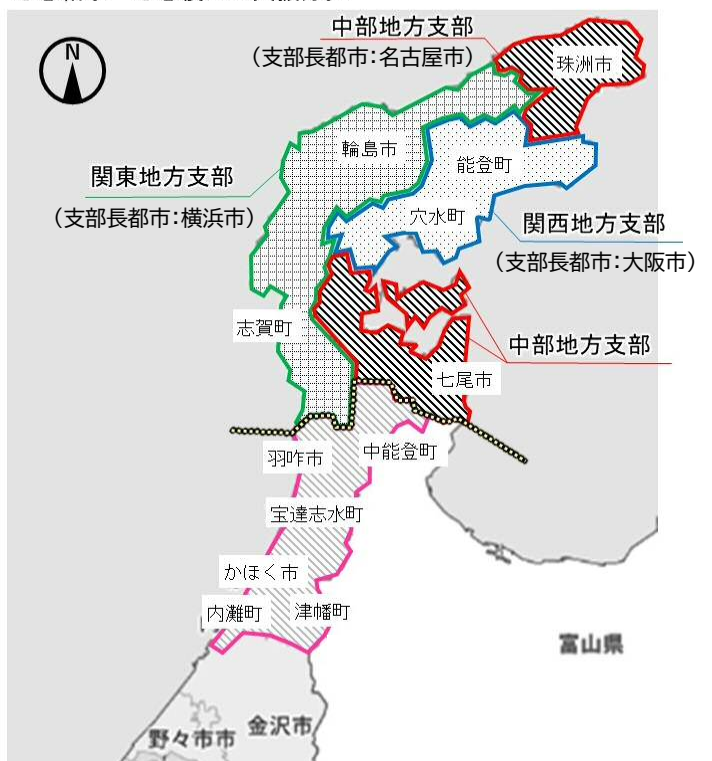 中部地方支部
(支部長都市:名古屋市)
N
珠洲市
輪島市
能登町
関東地方支部
(支部長都市:横浜市)
穴水町
関西地方支部
(支部長都市:大阪市)
志賀町
中部地方支部
七尾市
羽咋市
中能登町
宝達志水町
かほく市
内灘町
津幡町
富山県
金沢市
野々市市